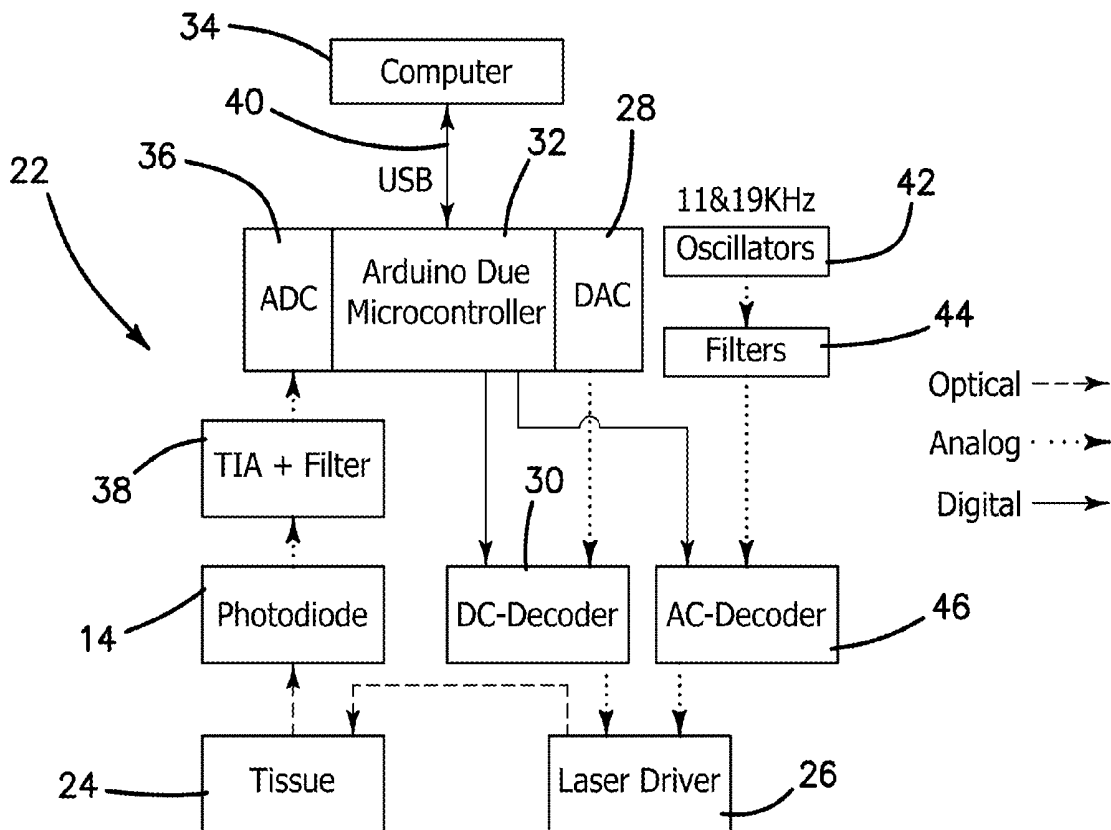 34
Computer
40
28
36
32
22
USB
11&19KHz
42
Oscillators
ADC
Arduino Due
Microcontroller
DAC
44
Filters
Optical
Analog
Digital
TIA + Filter
38
30
Photodiode
DC-Decoder
AC-Decoder
14
46
Tissue
Laser Driver
24
26